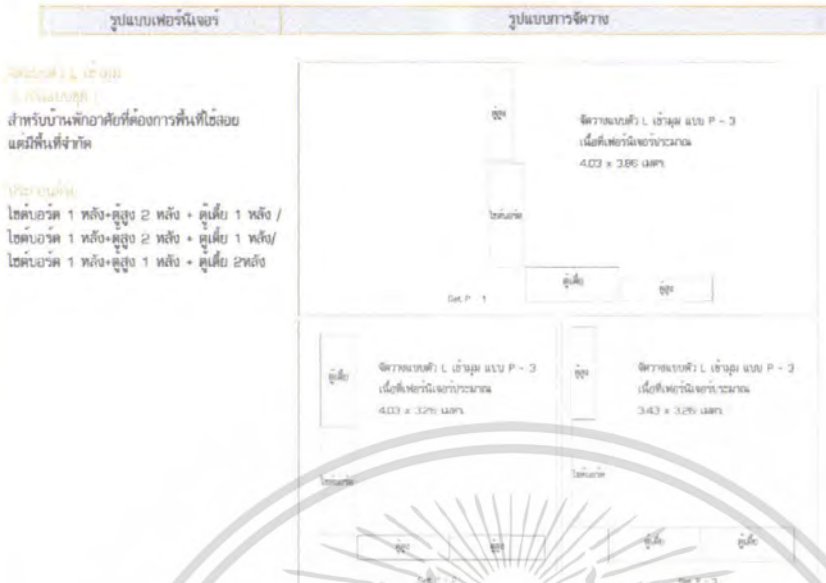 รูปแบบเฟอร์นิเจอร์
รูปแบบการจัดวาง
สำหรับบ้านพักอาศัยที่ต้องการพื้นที่ใช้สอย
แต่มีพื้นที่จำกัด
ไซด์บอร์ด 1 หลัง+ตู้สูง 2 หลัง + ตู้เตี้ย 1 หลัง /
ไซด์บอร์ด 1 หลัง+ตู้สูง 2 หลัง + ตู้เตี้ย 1 หลัง/
ไซด์บอร์ด 1 หลัง+ตู้สูง 1 หลัง + ตู้เตี้ย 2หลัง
ตู้สูง
จัดวางแบบตัว L เข้ามุม แบบ P - 3
เนื้อที่เฟอร์นิเจอร์ประมาณ
4.03 x 3.86 เมตร
ไซด์บอร์ด
ตู้เตี้ย
ตู้สูง
Set P - 1
ตู้เตี้ย
จัดวางแบบตัว L เข้ามุม แบบ P - 3
เนื้อที่เฟอร์นิเจอร์ประมาณ
4.03 x 3.26 เมตร
ไซด์บอร์ด
ตู้สูง
ตู้สูง
ตู้สูง
จัดวางแบบตัว L เข้ามุม แบบ P - 3
เนื้อที่เฟอร์นิเจอร์ประมาณ
3.43 x 3.26 เมตร
ไซด์บอร์ด
ตู้เตี้ย
ตู้เตี้ย
Set P - 3